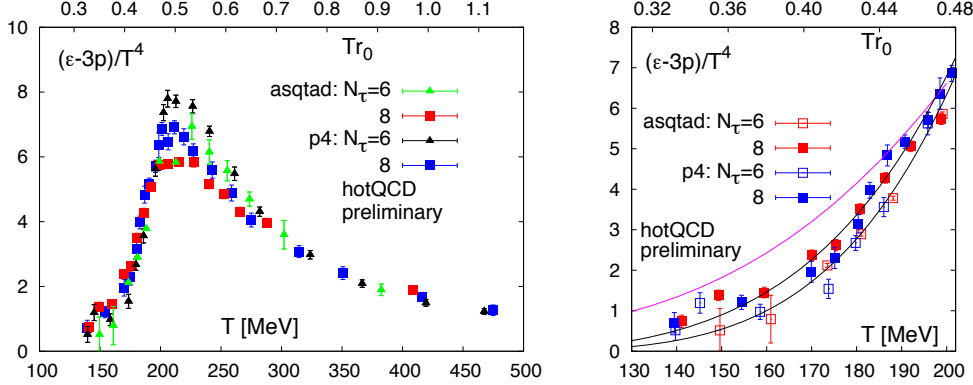 0.3 0.4 0.5 0.6 0.7 0.8 0.9 1.0 1.1
(ε-3p)/T⁴
Tr₀
asqtad: N_τ=6
8
p4: N_τ=6
8
hotQCD
preliminary
T [MeV]
0 2 4 6 8 10
100 150 200 250 300 350 400 450 500
0.32 0.36 0.40 0.44 0.48
(ε-3p)/T⁴
Tr₀
asqtad: N_τ=6
8
p4: N_τ=6
8
hotQCD
preliminary
T [MeV]
0 1 2 3 4 5 6 7 8
130 140 150 160 170 180 190 200